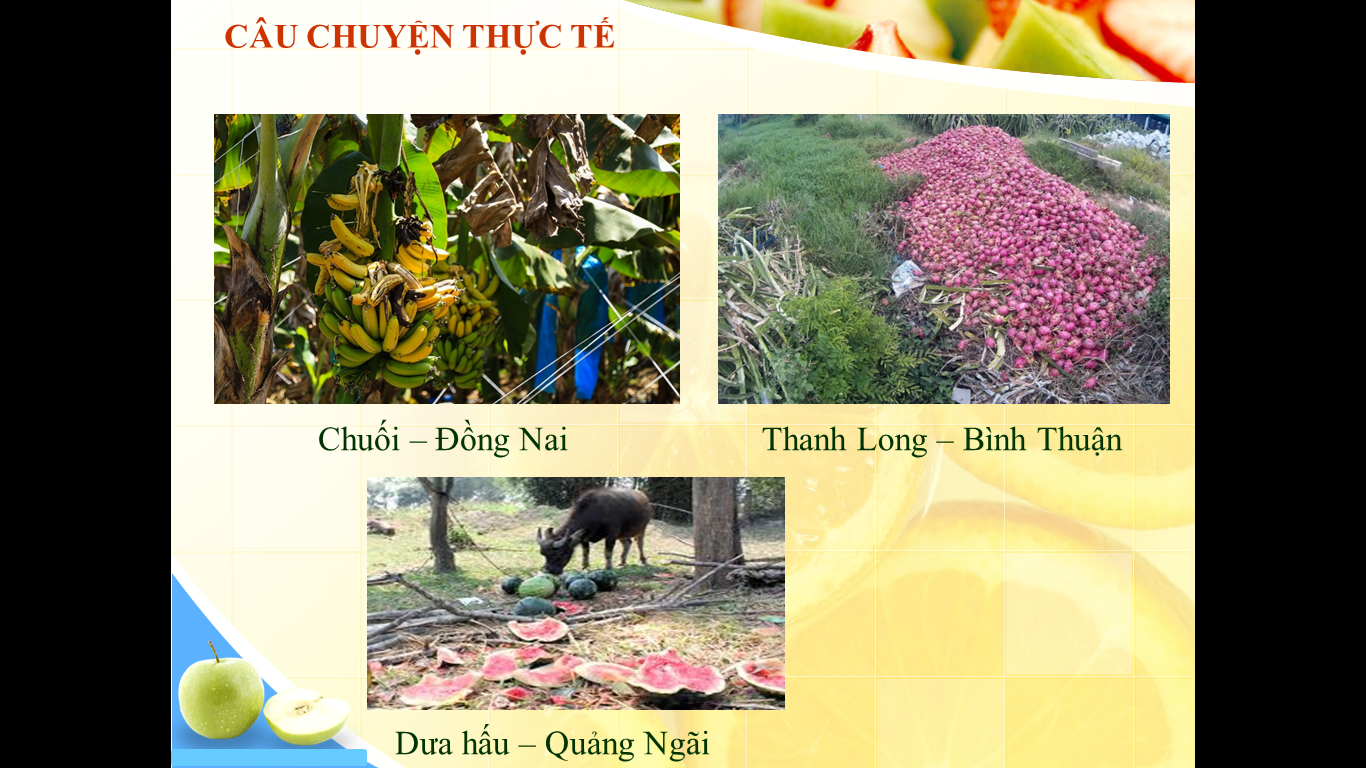 CÂU CHUYỆN THỰC TẾ
Chuối – Đồng Nai
Thanh Long – Bình Thuận
Dưa hấu – Quảng Ngãi